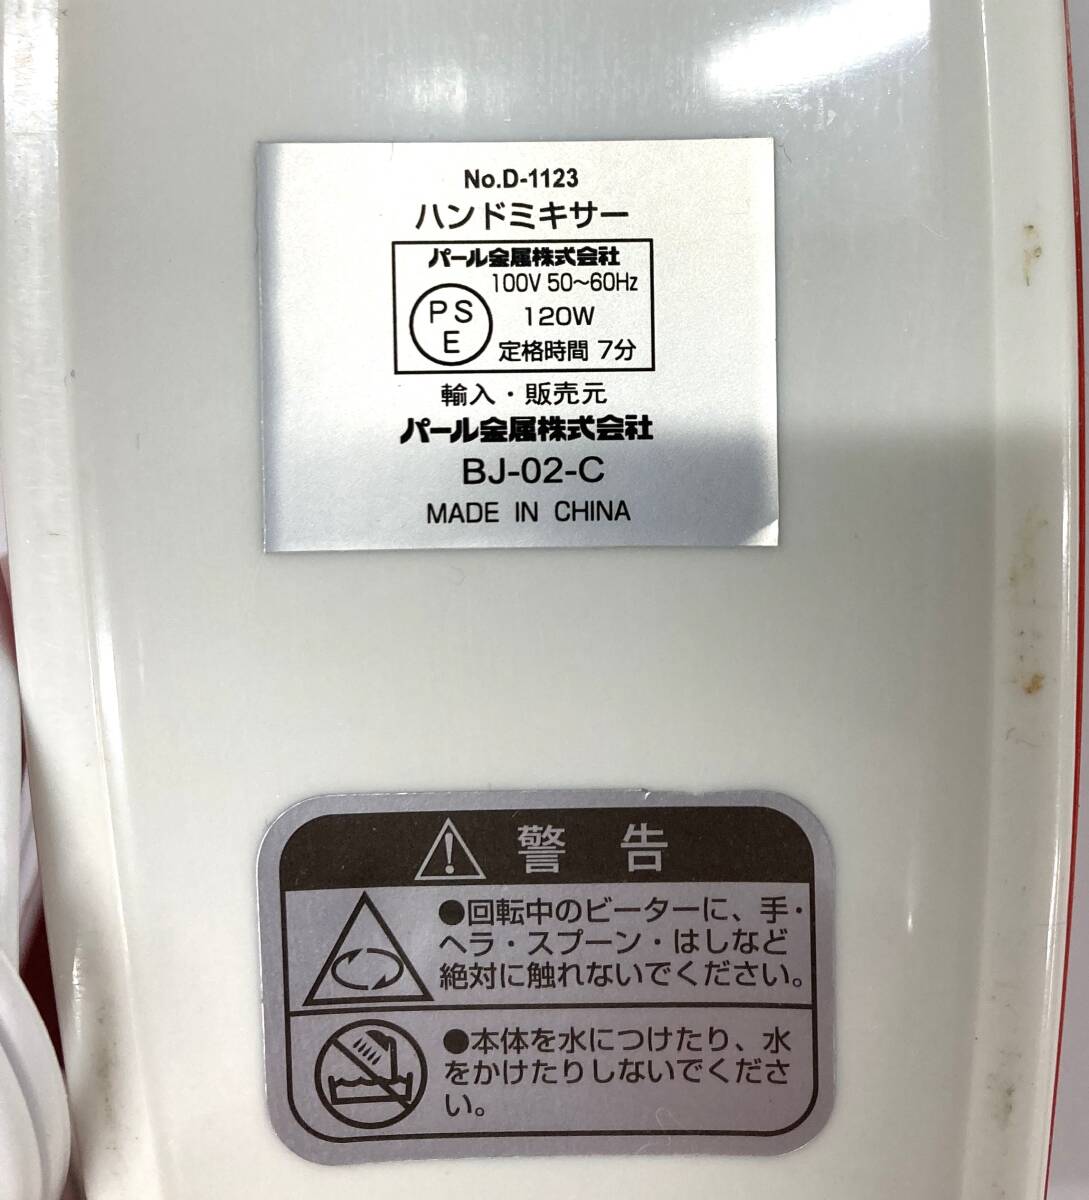 No.D-1123
ハンドミキサー
パール金属株式会社
100V 50～60Hz
PS
E
120W
定格時間 7分
輸入・販売元
パール金属株式会社
BJ-02-C
MADE IN CHINA
警告
●回転中のビーターに、手・
ヘラ・スプーン・はしなど
絶対に触れないでください。
●本体を水につけたり、水
をかけたりしないでくださ
い。